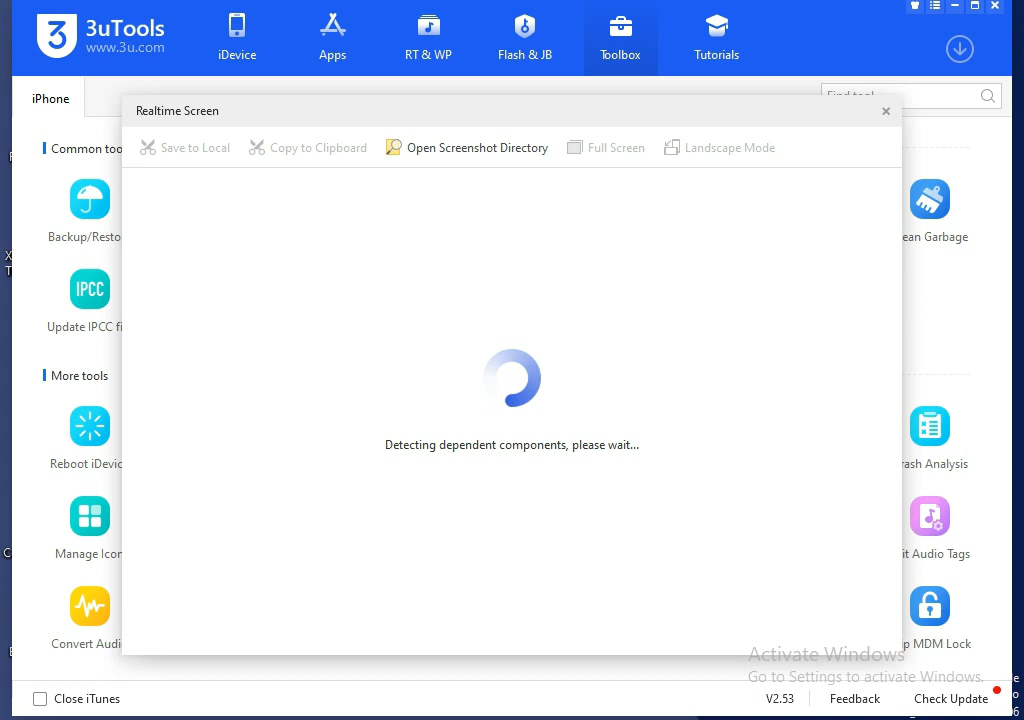 3 3uTools
www.3u.com
iDevice
Apps
RT & WP
Flash & JB
Toolbox
Tutorials
iPhone
Find tool
Realtime Screen
Save to Local
Copy to Clipboard
Open Screenshot Directory
Full Screen
Landscape Mode
Common too
Backup/Resto
ean Garbage
X
T
IPCC
Update IPCC fi
More tools
Reboot iDevic
rash Analysis
Detecting dependent components, please wait...
Manage Icon
it Audio Tags
C
Convert Audi
p MDM Lock
Activate Windows
Go to Settings to activate Windows.
Close iTunes
V2.53
Feedback
Check Update